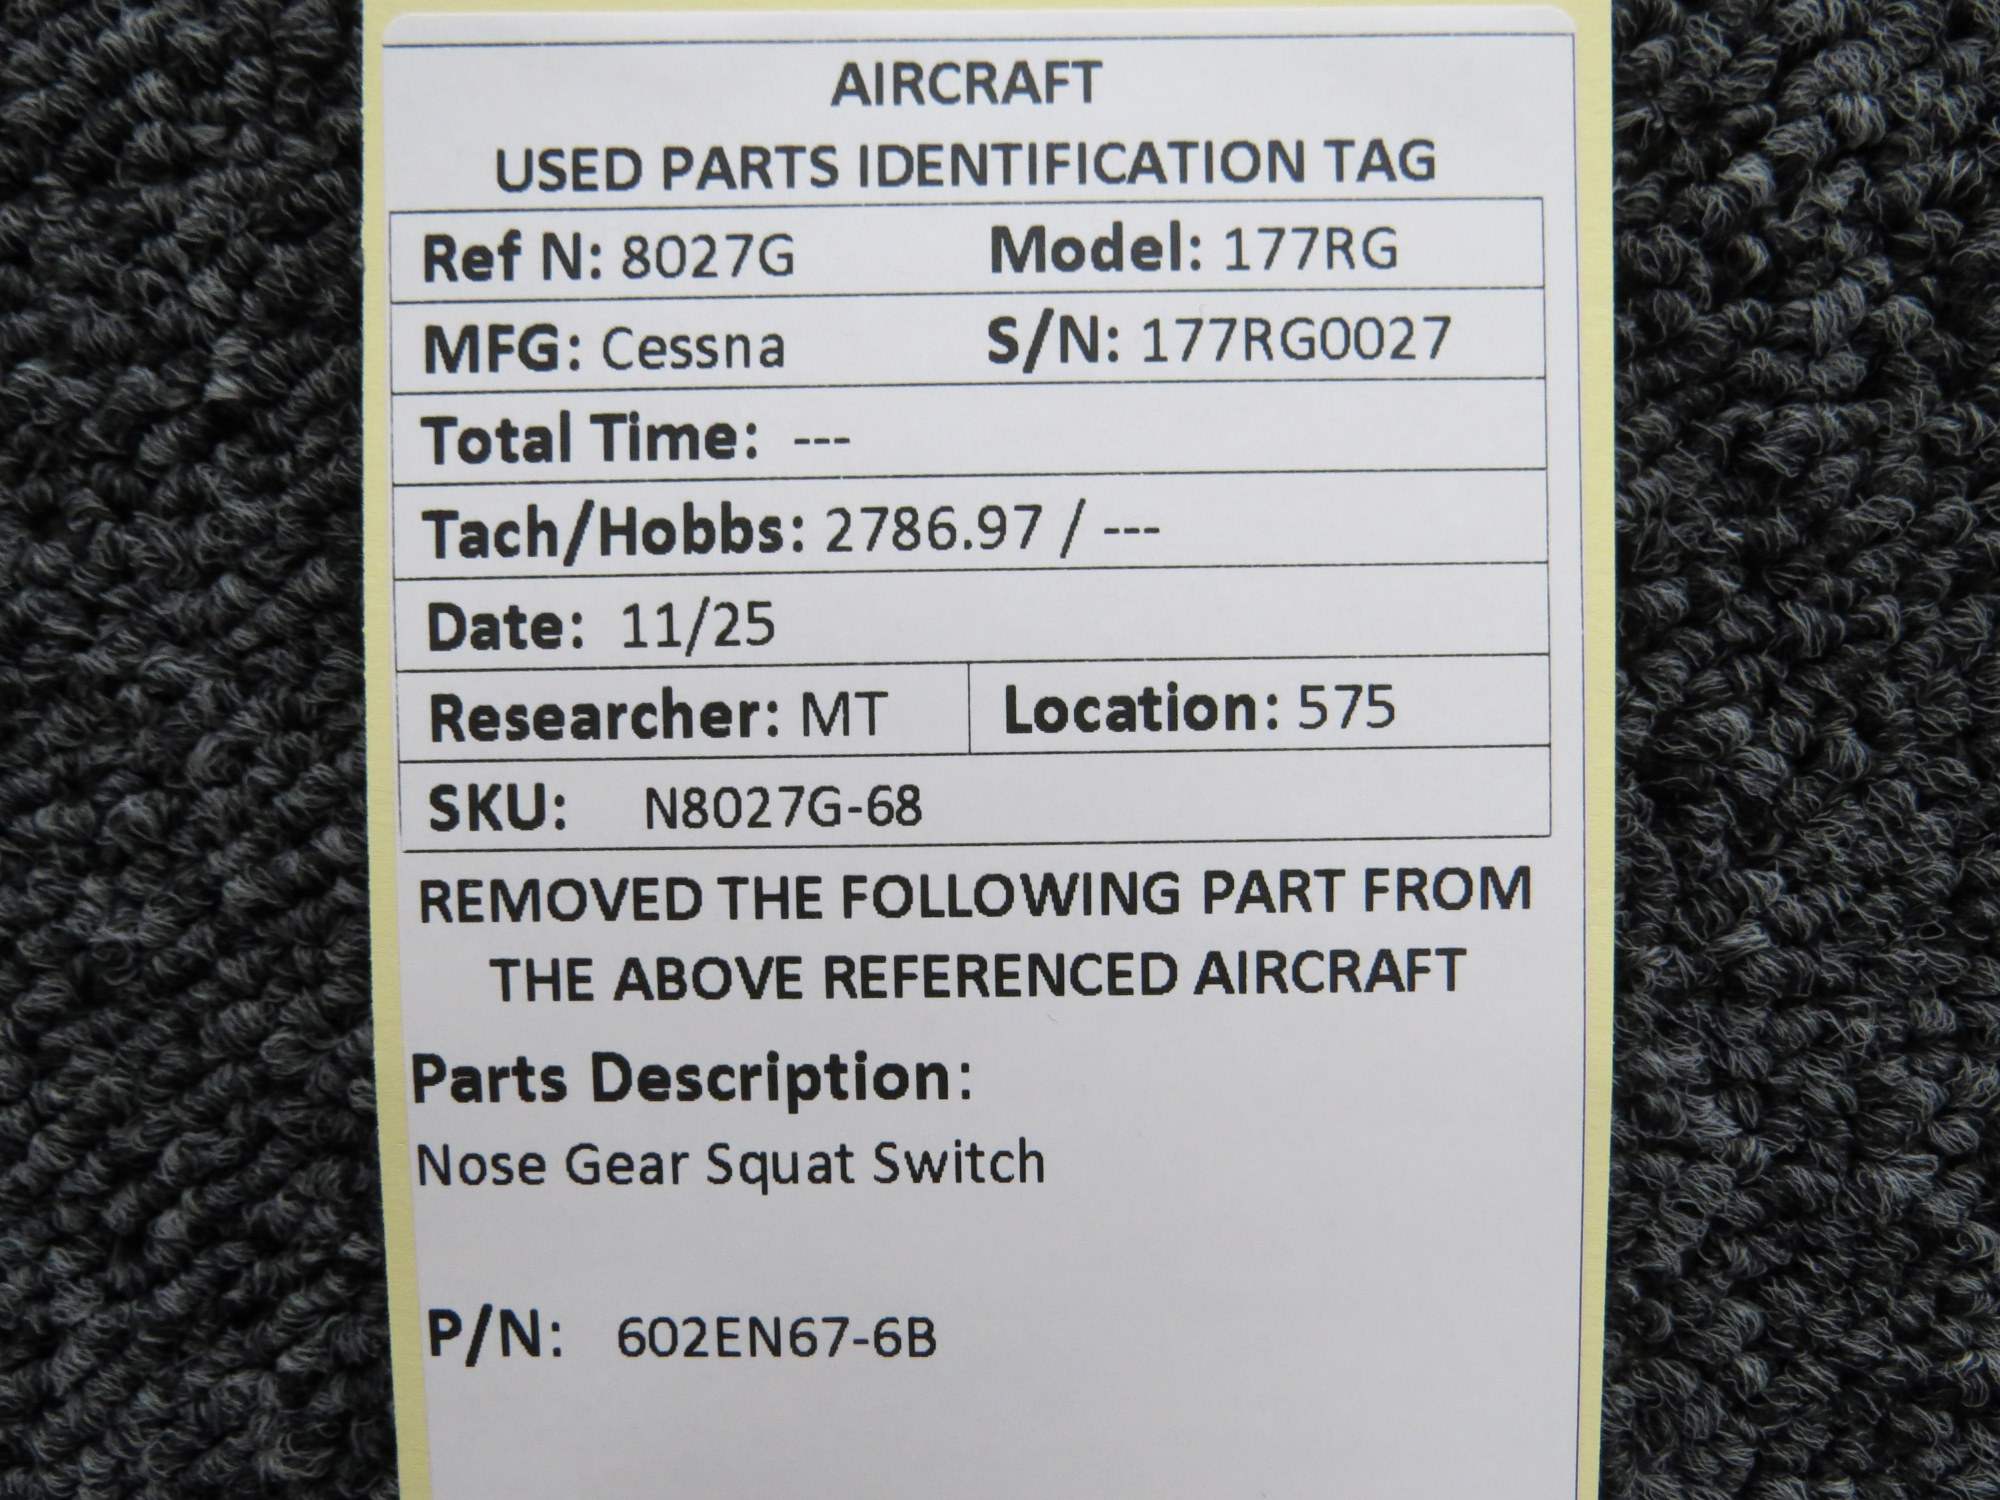 AIRCRAFT
USED PARTS IDENTIFICATION TAG
Ref N: 8027G Model: 177RG
MFG: Cessna S/N: 177RG0027
Total Time: ---
Tach/Hobbs: 2786.97 / ---
Date: 11/25
Researcher: MT Location: 575
SKU: N8027G-68
REMOVED THE FOLLOWING PART FROM
THE ABOVE REFERENCED AIRCRAFT
Parts Description:
Nose Gear Squat Switch
P/N: 602EN67-6B